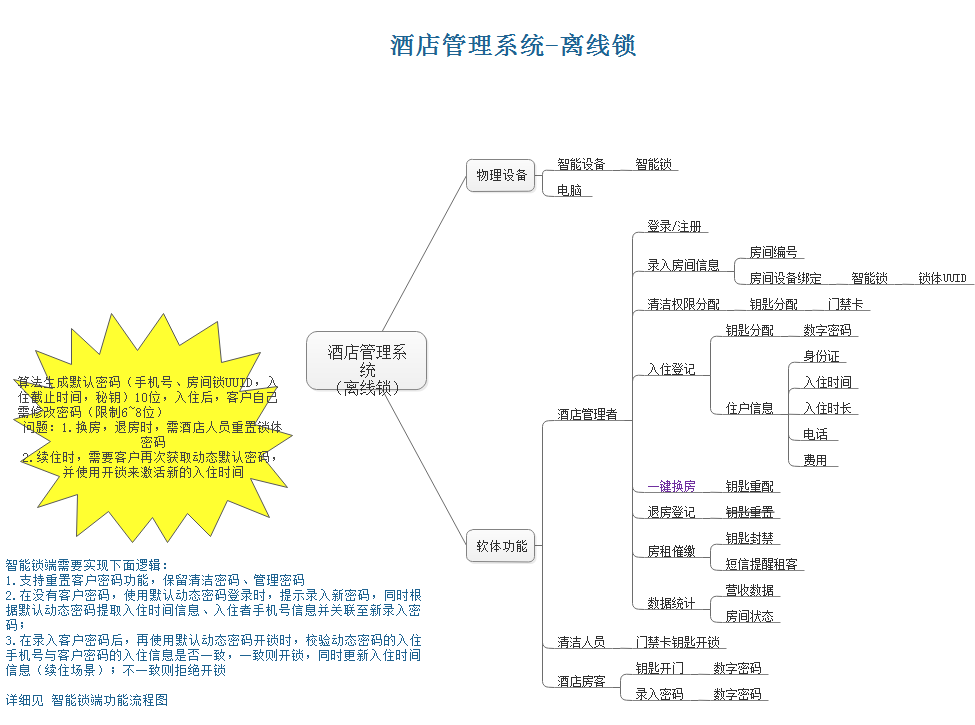 酒店管理系统-离线锁
物理设备
智能设备
智能锁
电脑
酒店管理系
统
（离线锁）
软体功能
酒店管理者
登录/注册
录入房间信息
房间编号
房间设备绑定
智能锁
锁体UUID
清洁权限分配
钥匙分配
门禁卡
入住登记
钥匙分配
数字密码
住户信息
身份证
入住时间
入住时长
电话
费用
一键换房
钥匙重配
退房登记
钥匙重置
房租催缴
钥匙封禁
短信提醒租客
数据统计
营收数据
房间状态
清洁人员
门禁卡钥匙开锁
酒店房客
钥匙开门
数字密码
录入密码
数字密码
算法生成默认密码（手机号、房间锁UUID，入
住截止时间，秘钥）10位，入住后，客户自己
需修改密码（限制6~8位）
问题：1.换房，退房时，需酒店人员重置锁体
密码
2.续住时，需要客户再次获取动态默认密码，
并使用开锁来激活新的入住时间
智能锁端需要实现下面逻辑：
1.支持重置客户密码功能，保留清洁密码、管理密码
2.在没有客户密码，使用默认动态密码登录时，提示录入新密码，同时根
据默认动态密码提取入住时间信息、入住者手机号信息并关联至新录入密
码；
3.在录入客户密码后，再使用默认动态密码开锁时，校验动态密码的入住
手机号与客户密码的入住信息是否一致，一致则开锁，同时更新入住时间
信息（续住场景）；不一致则拒绝开锁
详细见 智能锁端功能流程图